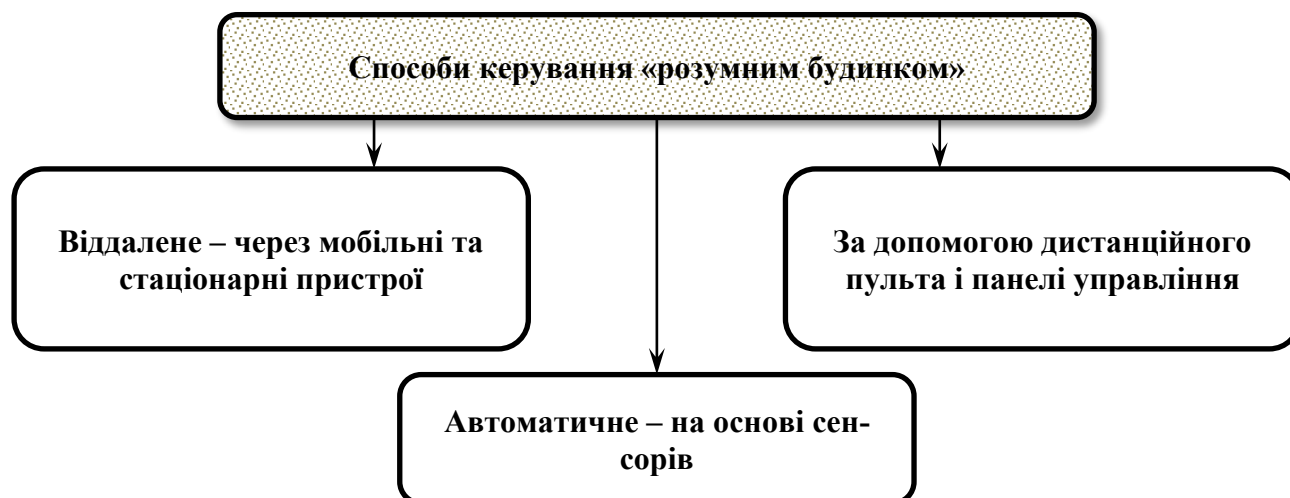 Способи керування «розумним будинком»
Віддалене – через мобільні та
стаціонарні пристрої
За допомогою дистанційного
пульта і панелі управління
Автоматичне – на основі сен-
сорів